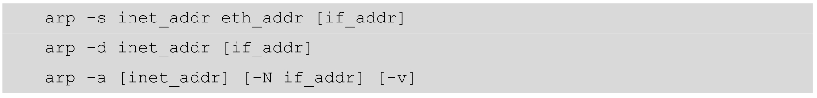 arp -s inet_addr eth_addr [if_addr]
arp -d inet_addr [if_addr]
arp -a [inet_addr] [-N if_addr] [-v]